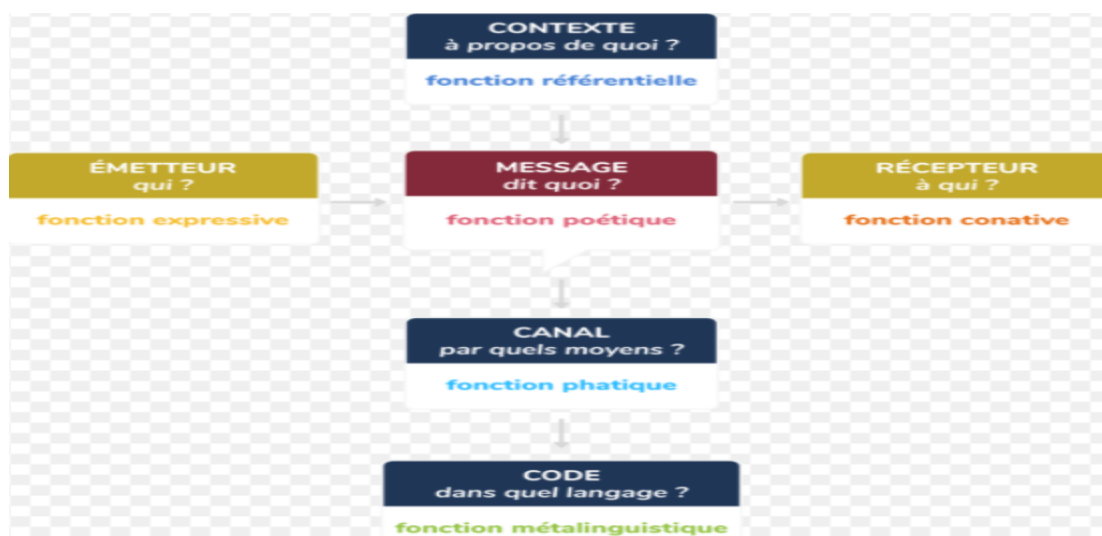 CONTEXTE
à propos de quoi ?
fonction référentielle
ÉMETTEUR
qui ?
fonction expressive
MESSAGE
dit quoi ?
fonction poétique
RÉCEPTEUR
à qui ?
fonction conative
CANAL
par quels moyens ?
fonction phatique
CODE
dans quel langage ?
fonction métalinguistique